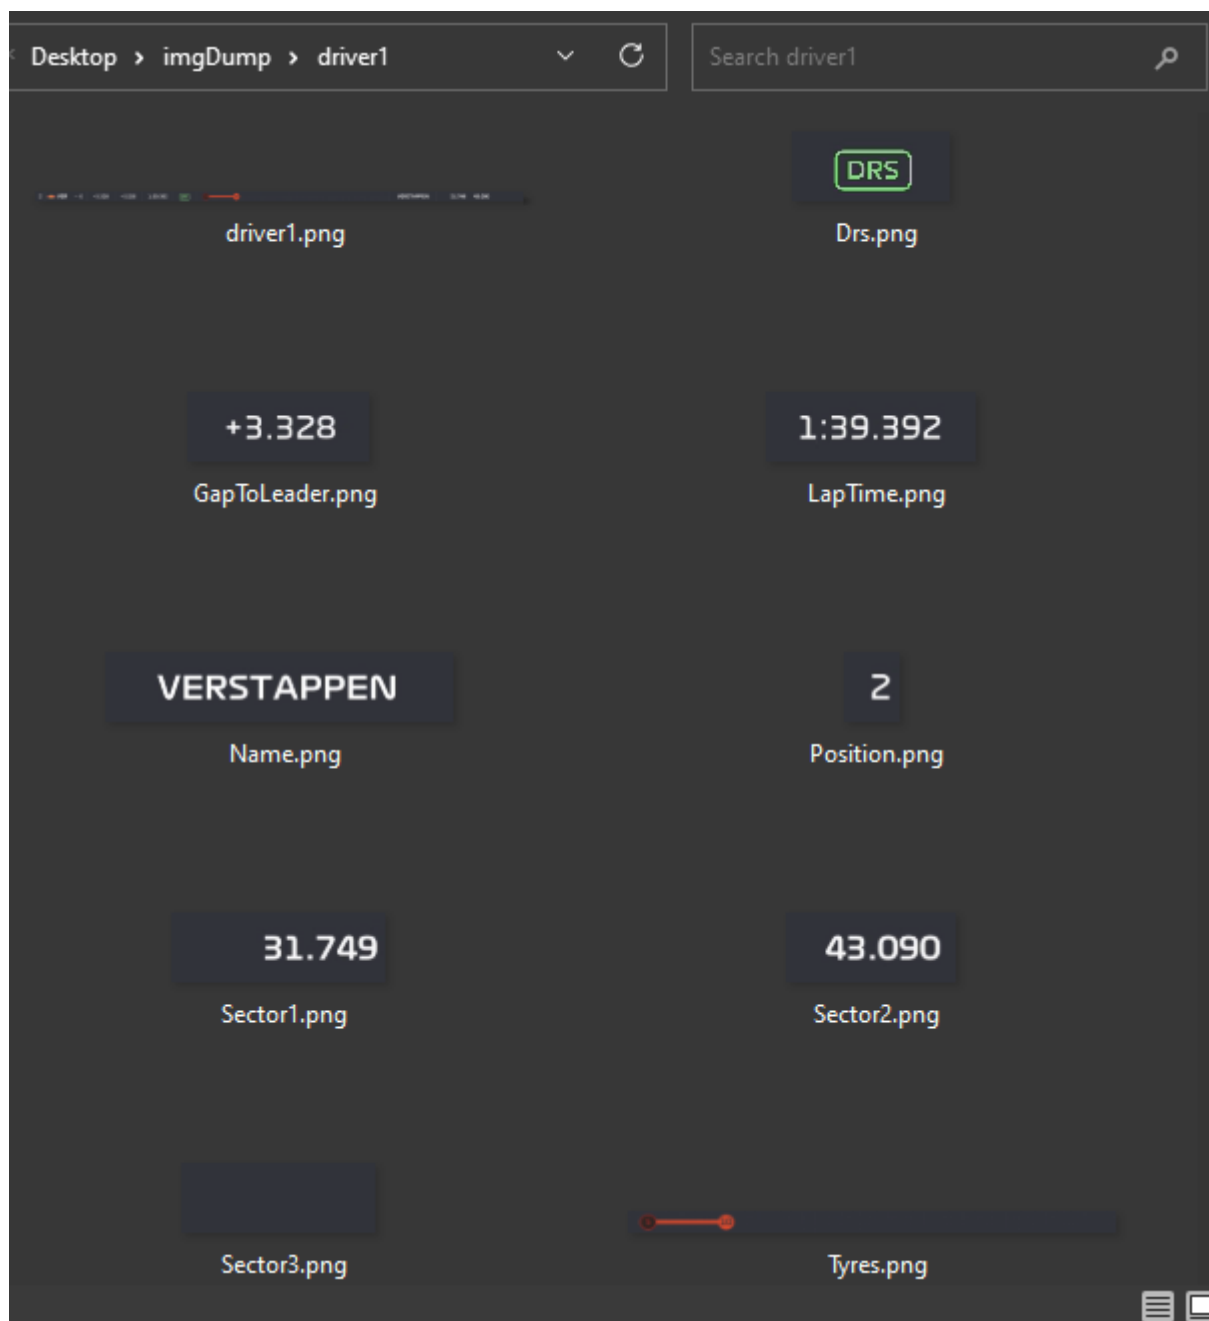 Desktop > imgDump > driver1
Search driver1
driver1.png
DRS
Drs.png
+3.328
GapToLeader.png
1:39.392
LapTime.png
VERSTAPPEN
Name.png
2
Position.png
31.749
Sector1.png
43.090
Sector2.png
Sector3.png
Tyres.png